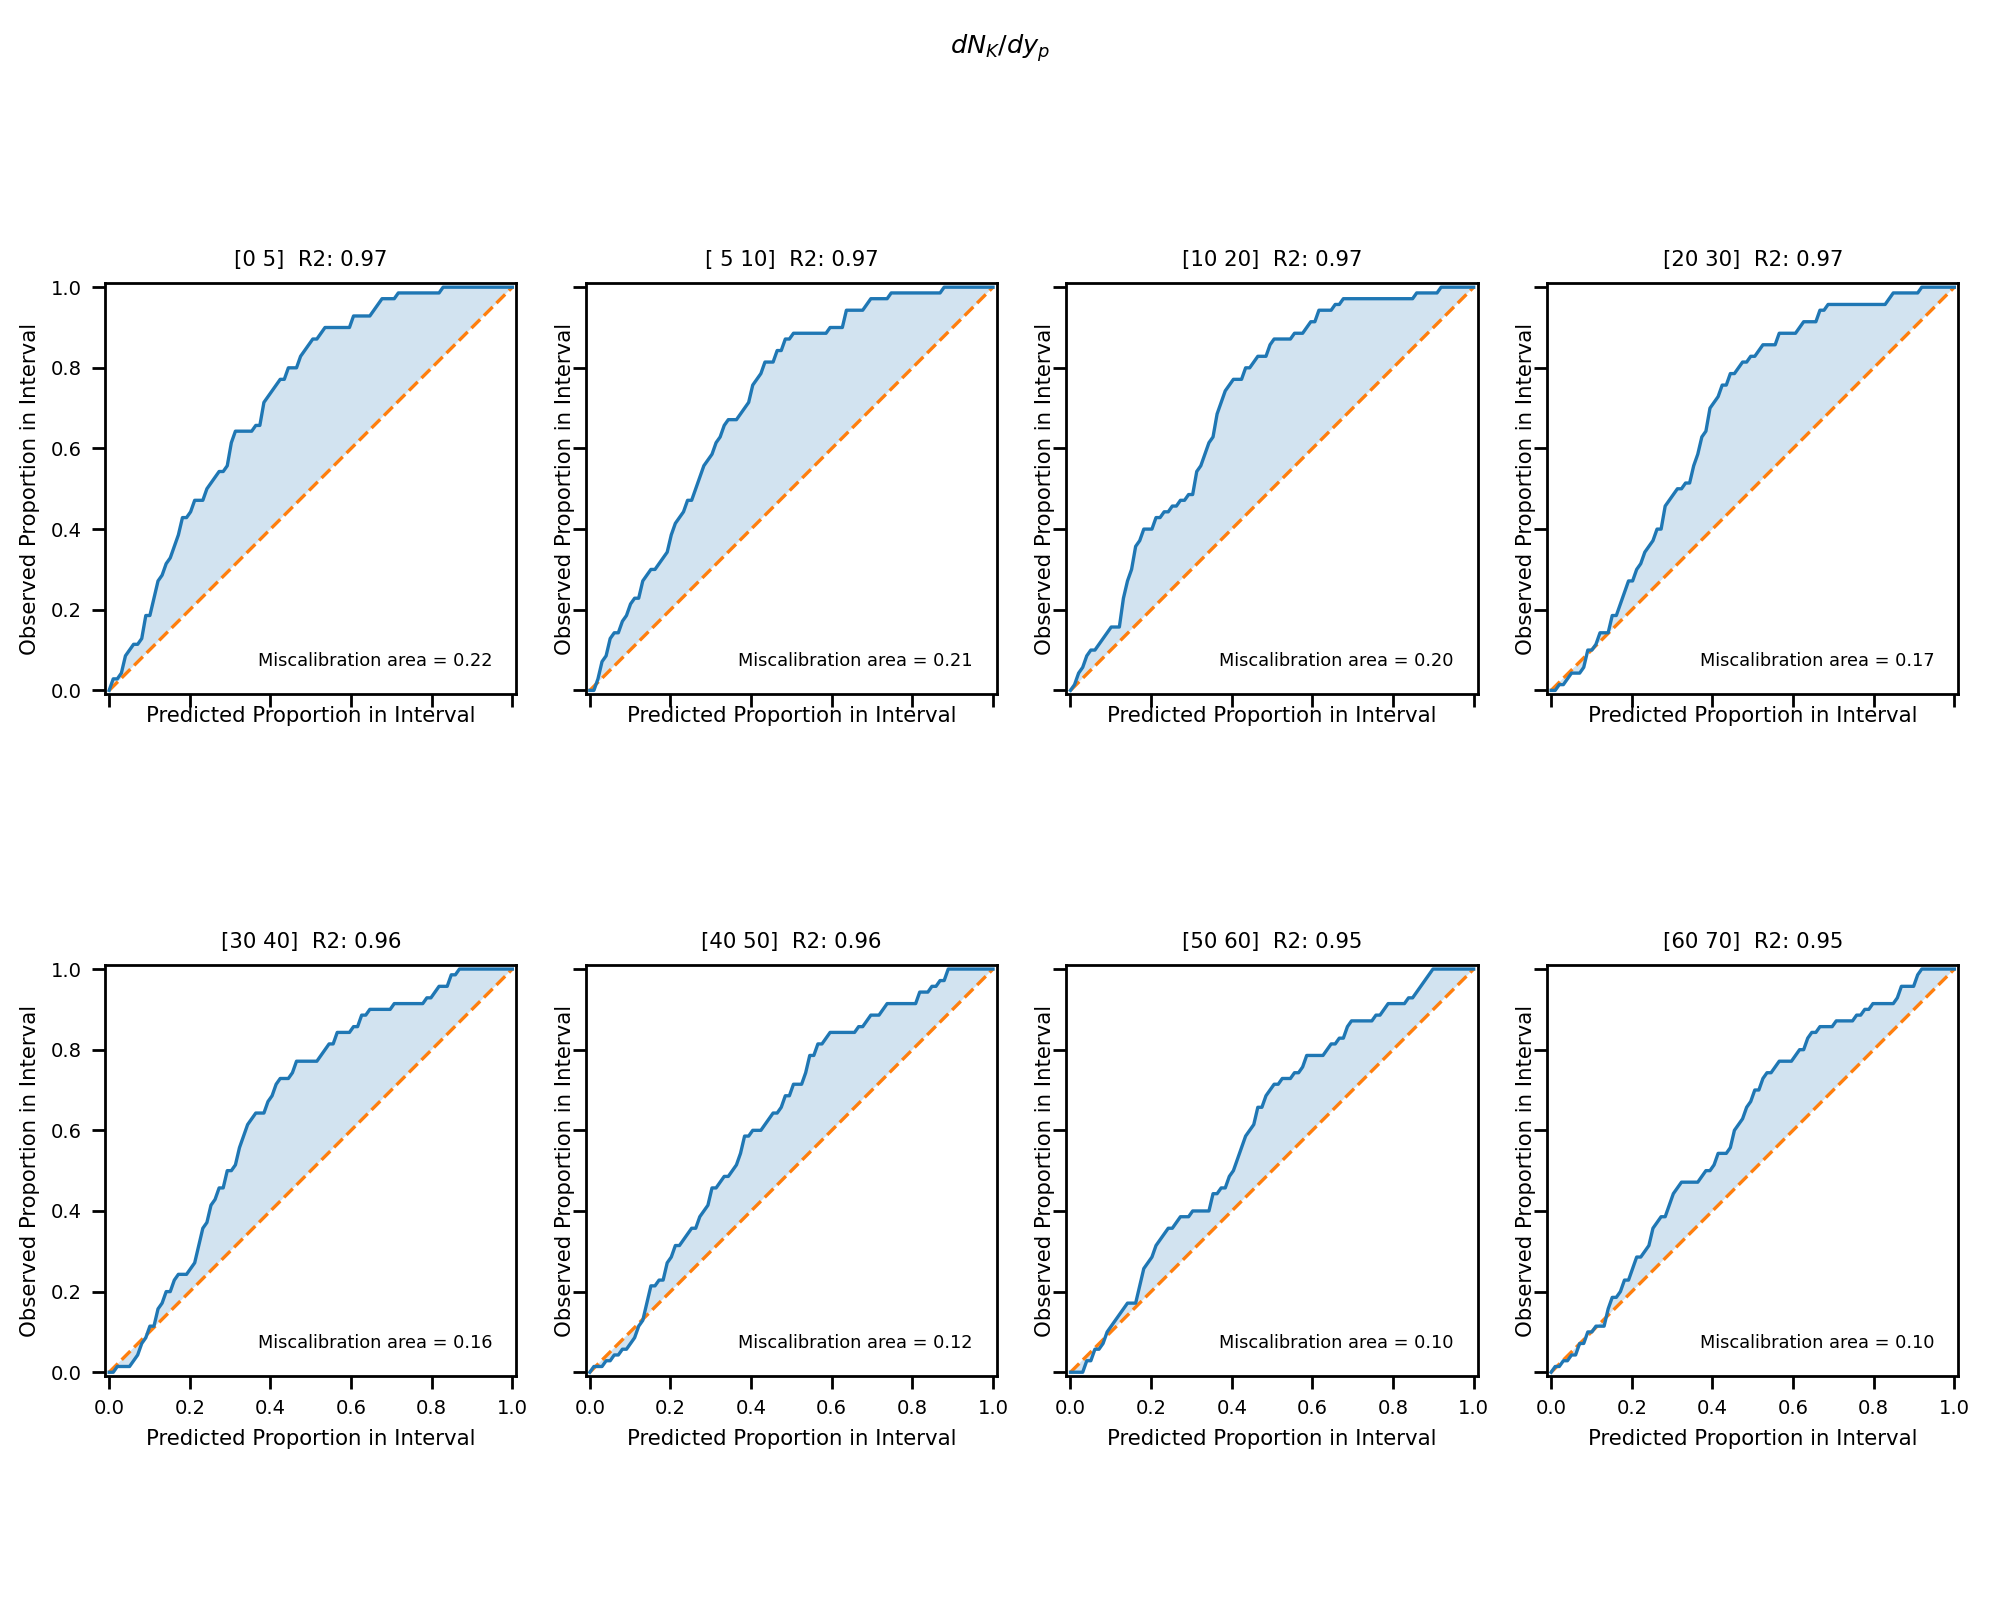 dN_K/dy_p
[0 5]  R2: 0.97
[ 5 10]  R2: 0.97
[10 20]  R2: 0.97
[20 30]  R2: 0.97
1.0
0.8
0.6
0.4
0.2
0.0
Observed Proportion in Interval
Observed Proportion in Interval
Observed Proportion in Interval
Observed Proportion in Interval
Miscalibration area = 0.22
Miscalibration area = 0.21
Miscalibration area = 0.20
Miscalibration area = 0.17
Predicted Proportion in Interval
Predicted Proportion in Interval
Predicted Proportion in Interval
Predicted Proportion in Interval
[30 40]  R2: 0.96
[40 50]  R2: 0.96
[50 60]  R2: 0.95
[60 70]  R2: 0.95
1.0
0.8
0.6
0.4
0.2
0.0
Observed Proportion in Interval
Observed Proportion in Interval
Observed Proportion in Interval
Observed Proportion in Interval
Miscalibration area = 0.16
Miscalibration area = 0.12
Miscalibration area = 0.10
Miscalibration area = 0.10
0.0 0.2 0.4 0.6 0.8 1.0
0.0 0.2 0.4 0.6 0.8 1.0
0.0 0.2 0.4 0.6 0.8 1.0
0.0 0.2 0.4 0.6 0.8 1.0
Predicted Proportion in Interval
Predicted Proportion in Interval
Predicted Proportion in Interval
Predicted Proportion in Interval